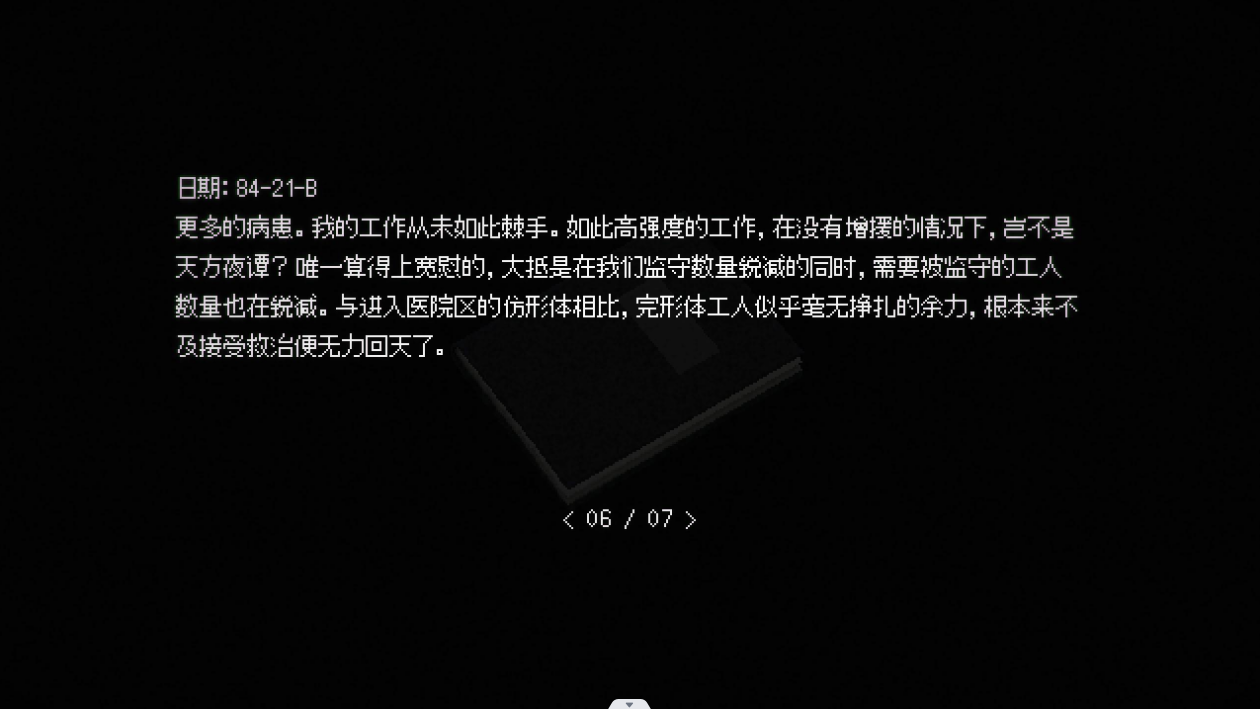 日期: 84-21-B
更多的病患。我的工作从未如此棘手。如此高强度的工作, 在没有增援的情况下, 岂不是
天方夜谭? 唯一算得上宽慰的, 大抵是在我们监守数量锐减的同时, 需要被监守的工人
数量也在锐减。与进入医院区的仿形体相比, 完形体工人似乎毫无挣扎的余力, 根本来不
及接受救治便无力回天了。
< 06 / 07 >